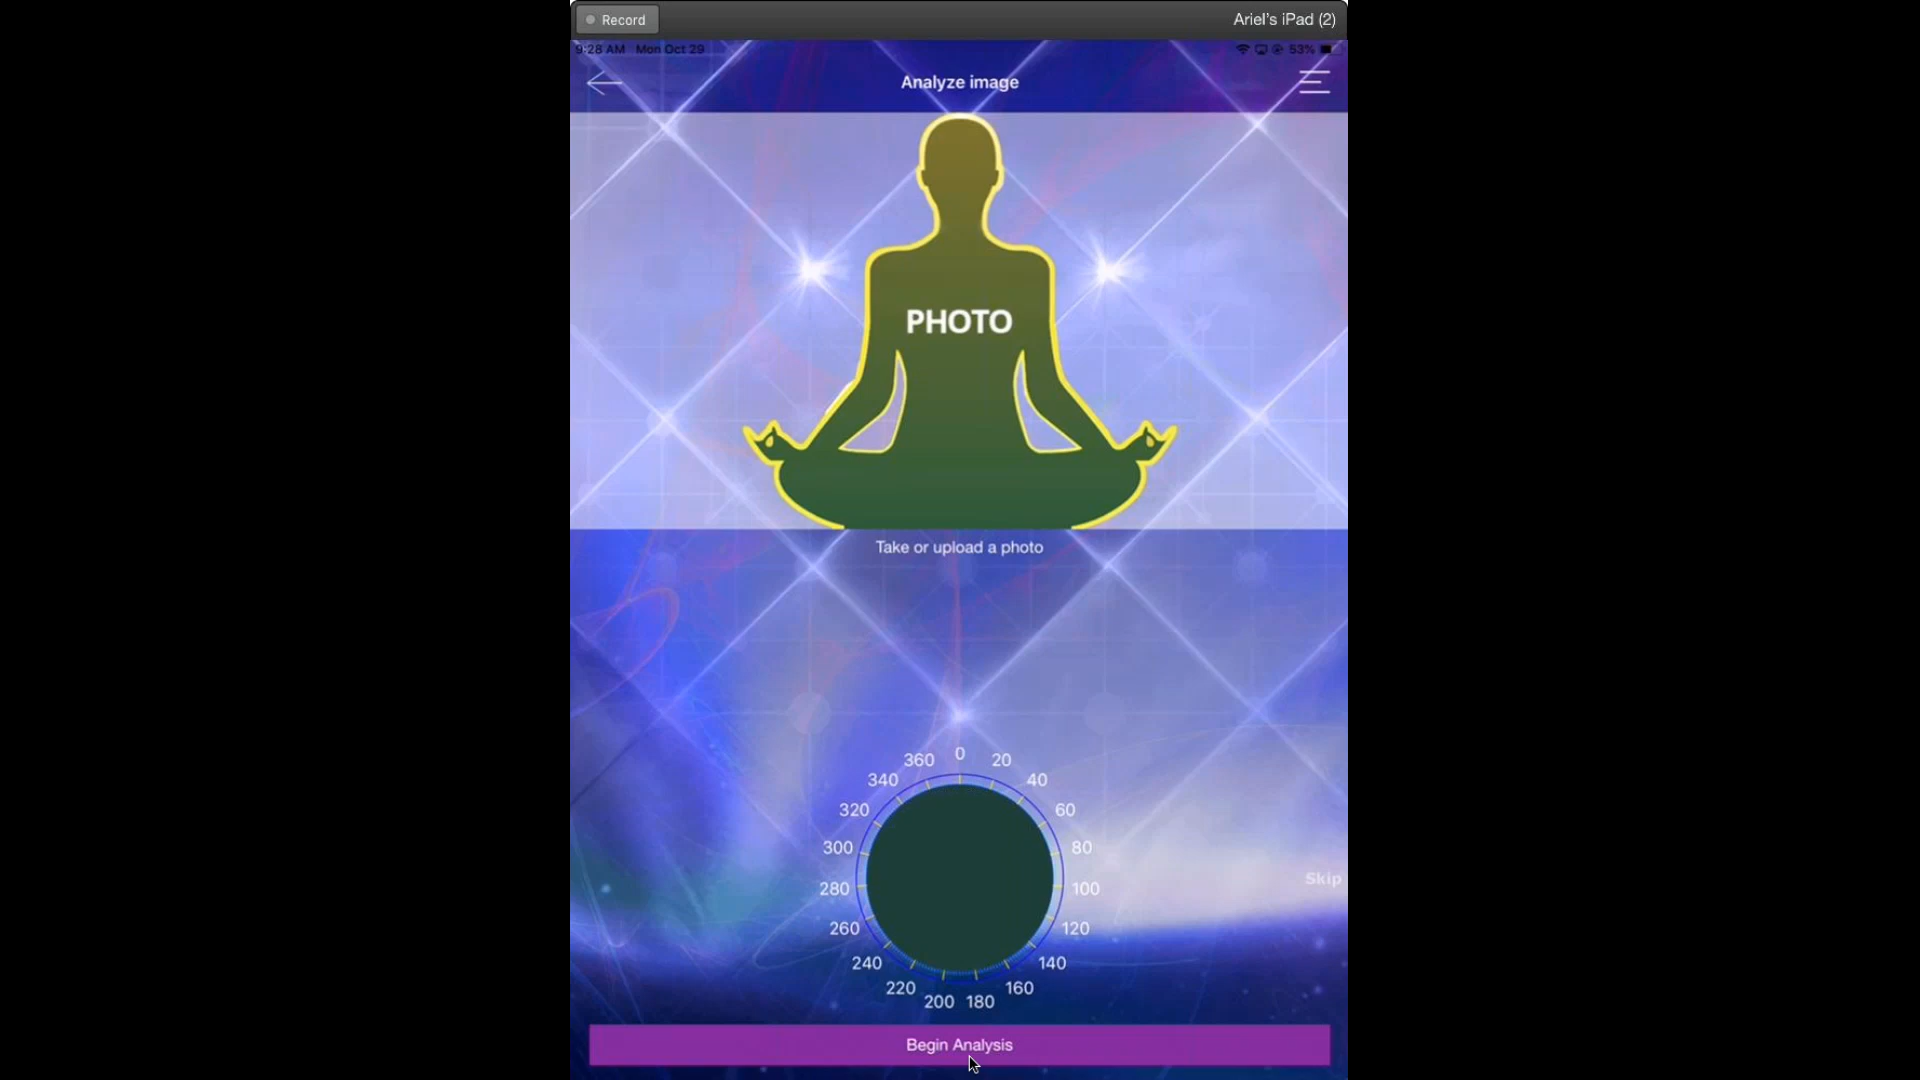 Record
Ariel's iPad (2)
9:28 AM Mon Oct 29
53%
Analyze image
PHOTO
Take or upload a photo
0
360
20
340
40
320
60
300
80
280
100
260
120
240
140
220
160
200
180
Skip
Begin Analysis